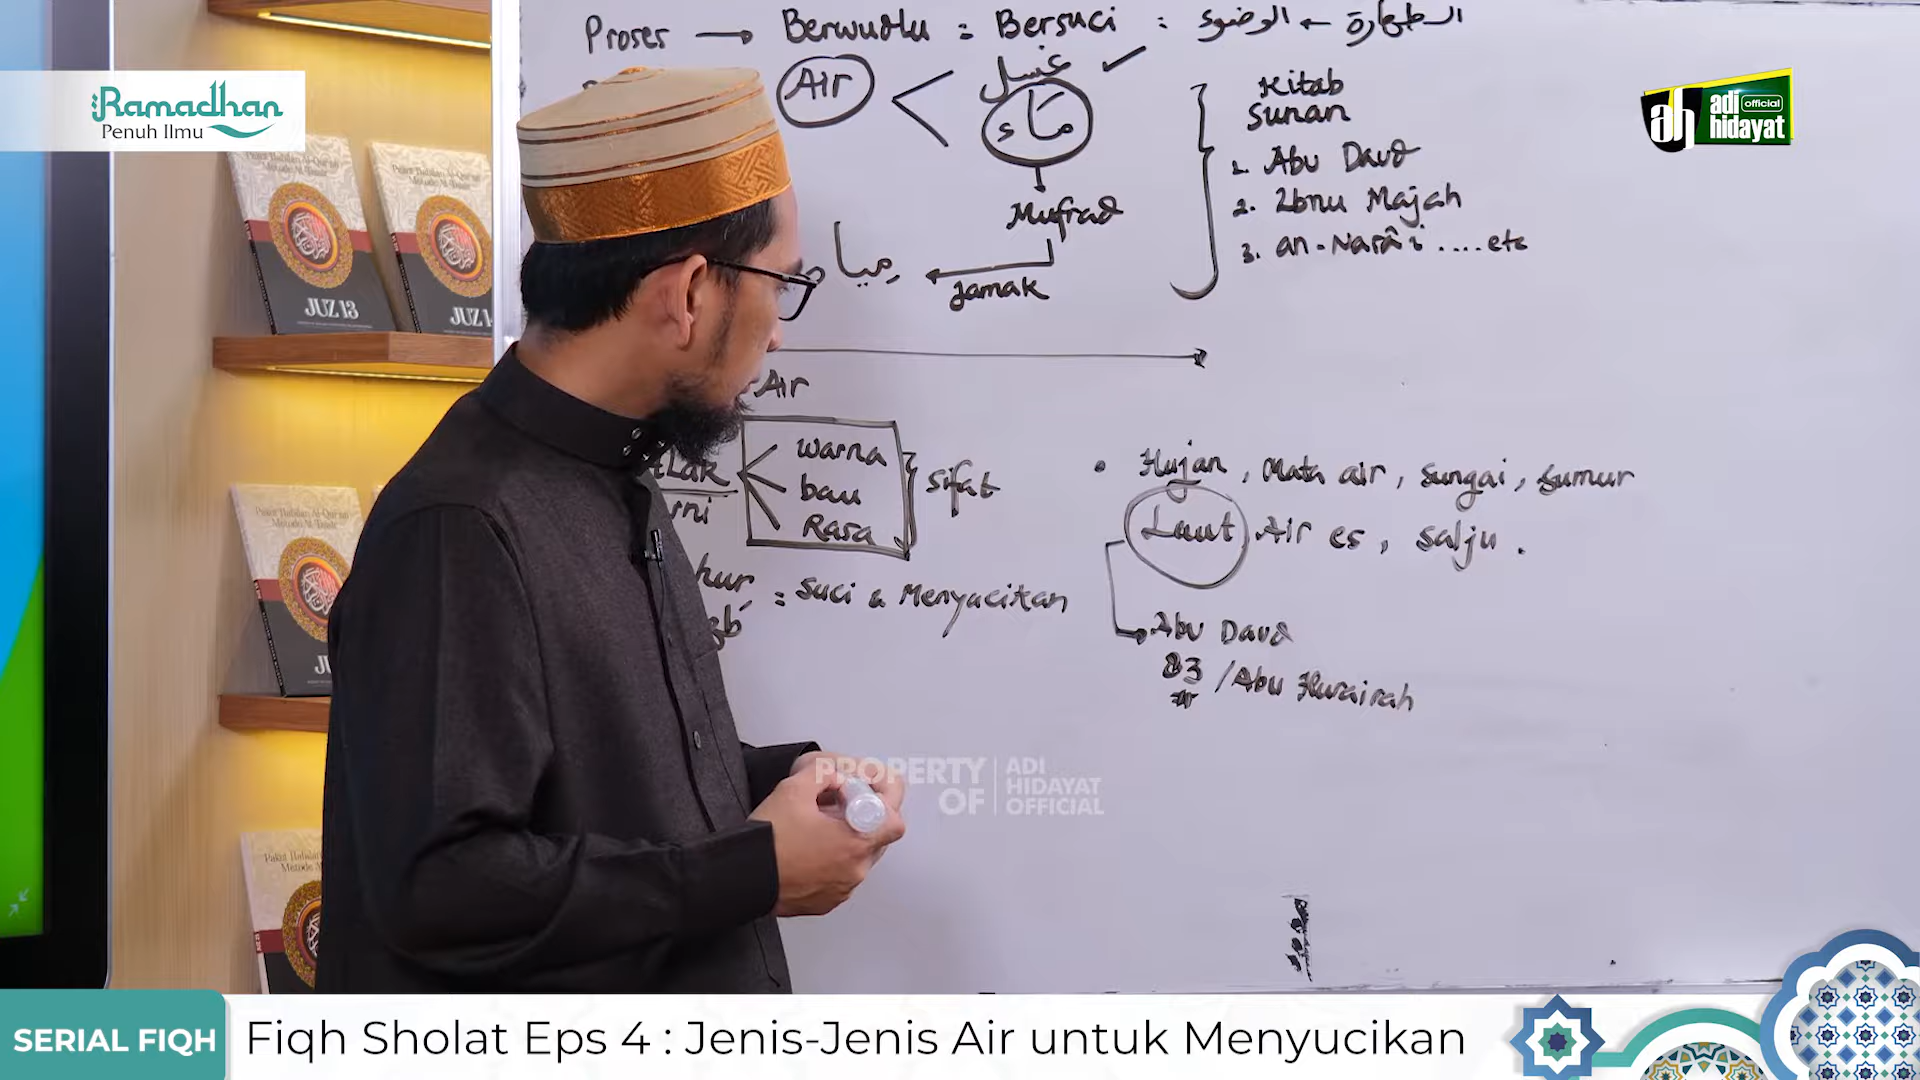 Proses → Berwudhu = Bersuci : الوضوء ← الطهارة
Air < غسل ✓
مَاء
Mufrad
Jamak
مياه
Kitab
Sunan
1. Abu Daud
2. Ibnu Majah
3. an-Nasâi ....etc
Air
warna
bau
Rasa
Sifat
hur = Suci & Menyucikan
• Hujan, Mata air, Sungai, Sumur
Laut Air es, Salju.
Abu Daud
83 / Abu Hurairah
Ramadhan
Penuh Ilmu
ah adi official
hidayat
JUZ 13
PROPERTY OF | ADI HIDAYAT OFFICIAL
SERIAL FIQH
Fiqh Sholat Eps 4 : Jenis-Jenis Air untuk Menyucikan